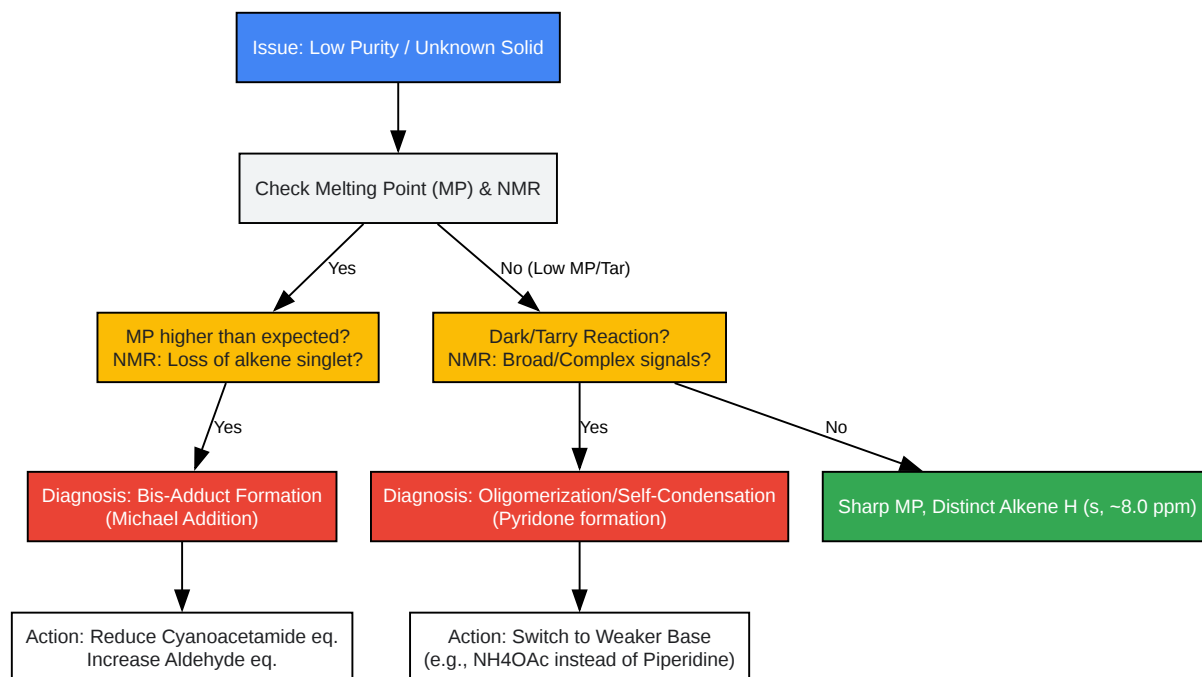 Issue: Low Purity / Unknown Solid
Check Melting Point (MP) & NMR
Yes
No (Low MP/Tar)
MP higher than expected?
NMR: Loss of alkene singlet?
Dark/Tarry Reaction?
NMR: Broad/Complex signals?
Yes
Yes
No
Diagnosis: Bis-Adduct Formation
(Michael Addition)
Diagnosis: Oligomerization/Self-Condensation
(Pyridone formation)
Sharp MP, Distinct Alkene H (s, ~8.0 ppm)
Action: Reduce Cyanoacetamide eq.
Increase Aldehyde eq.
Action: Switch to Weaker Base
(e.g., NH4OAc instead of Piperidine)